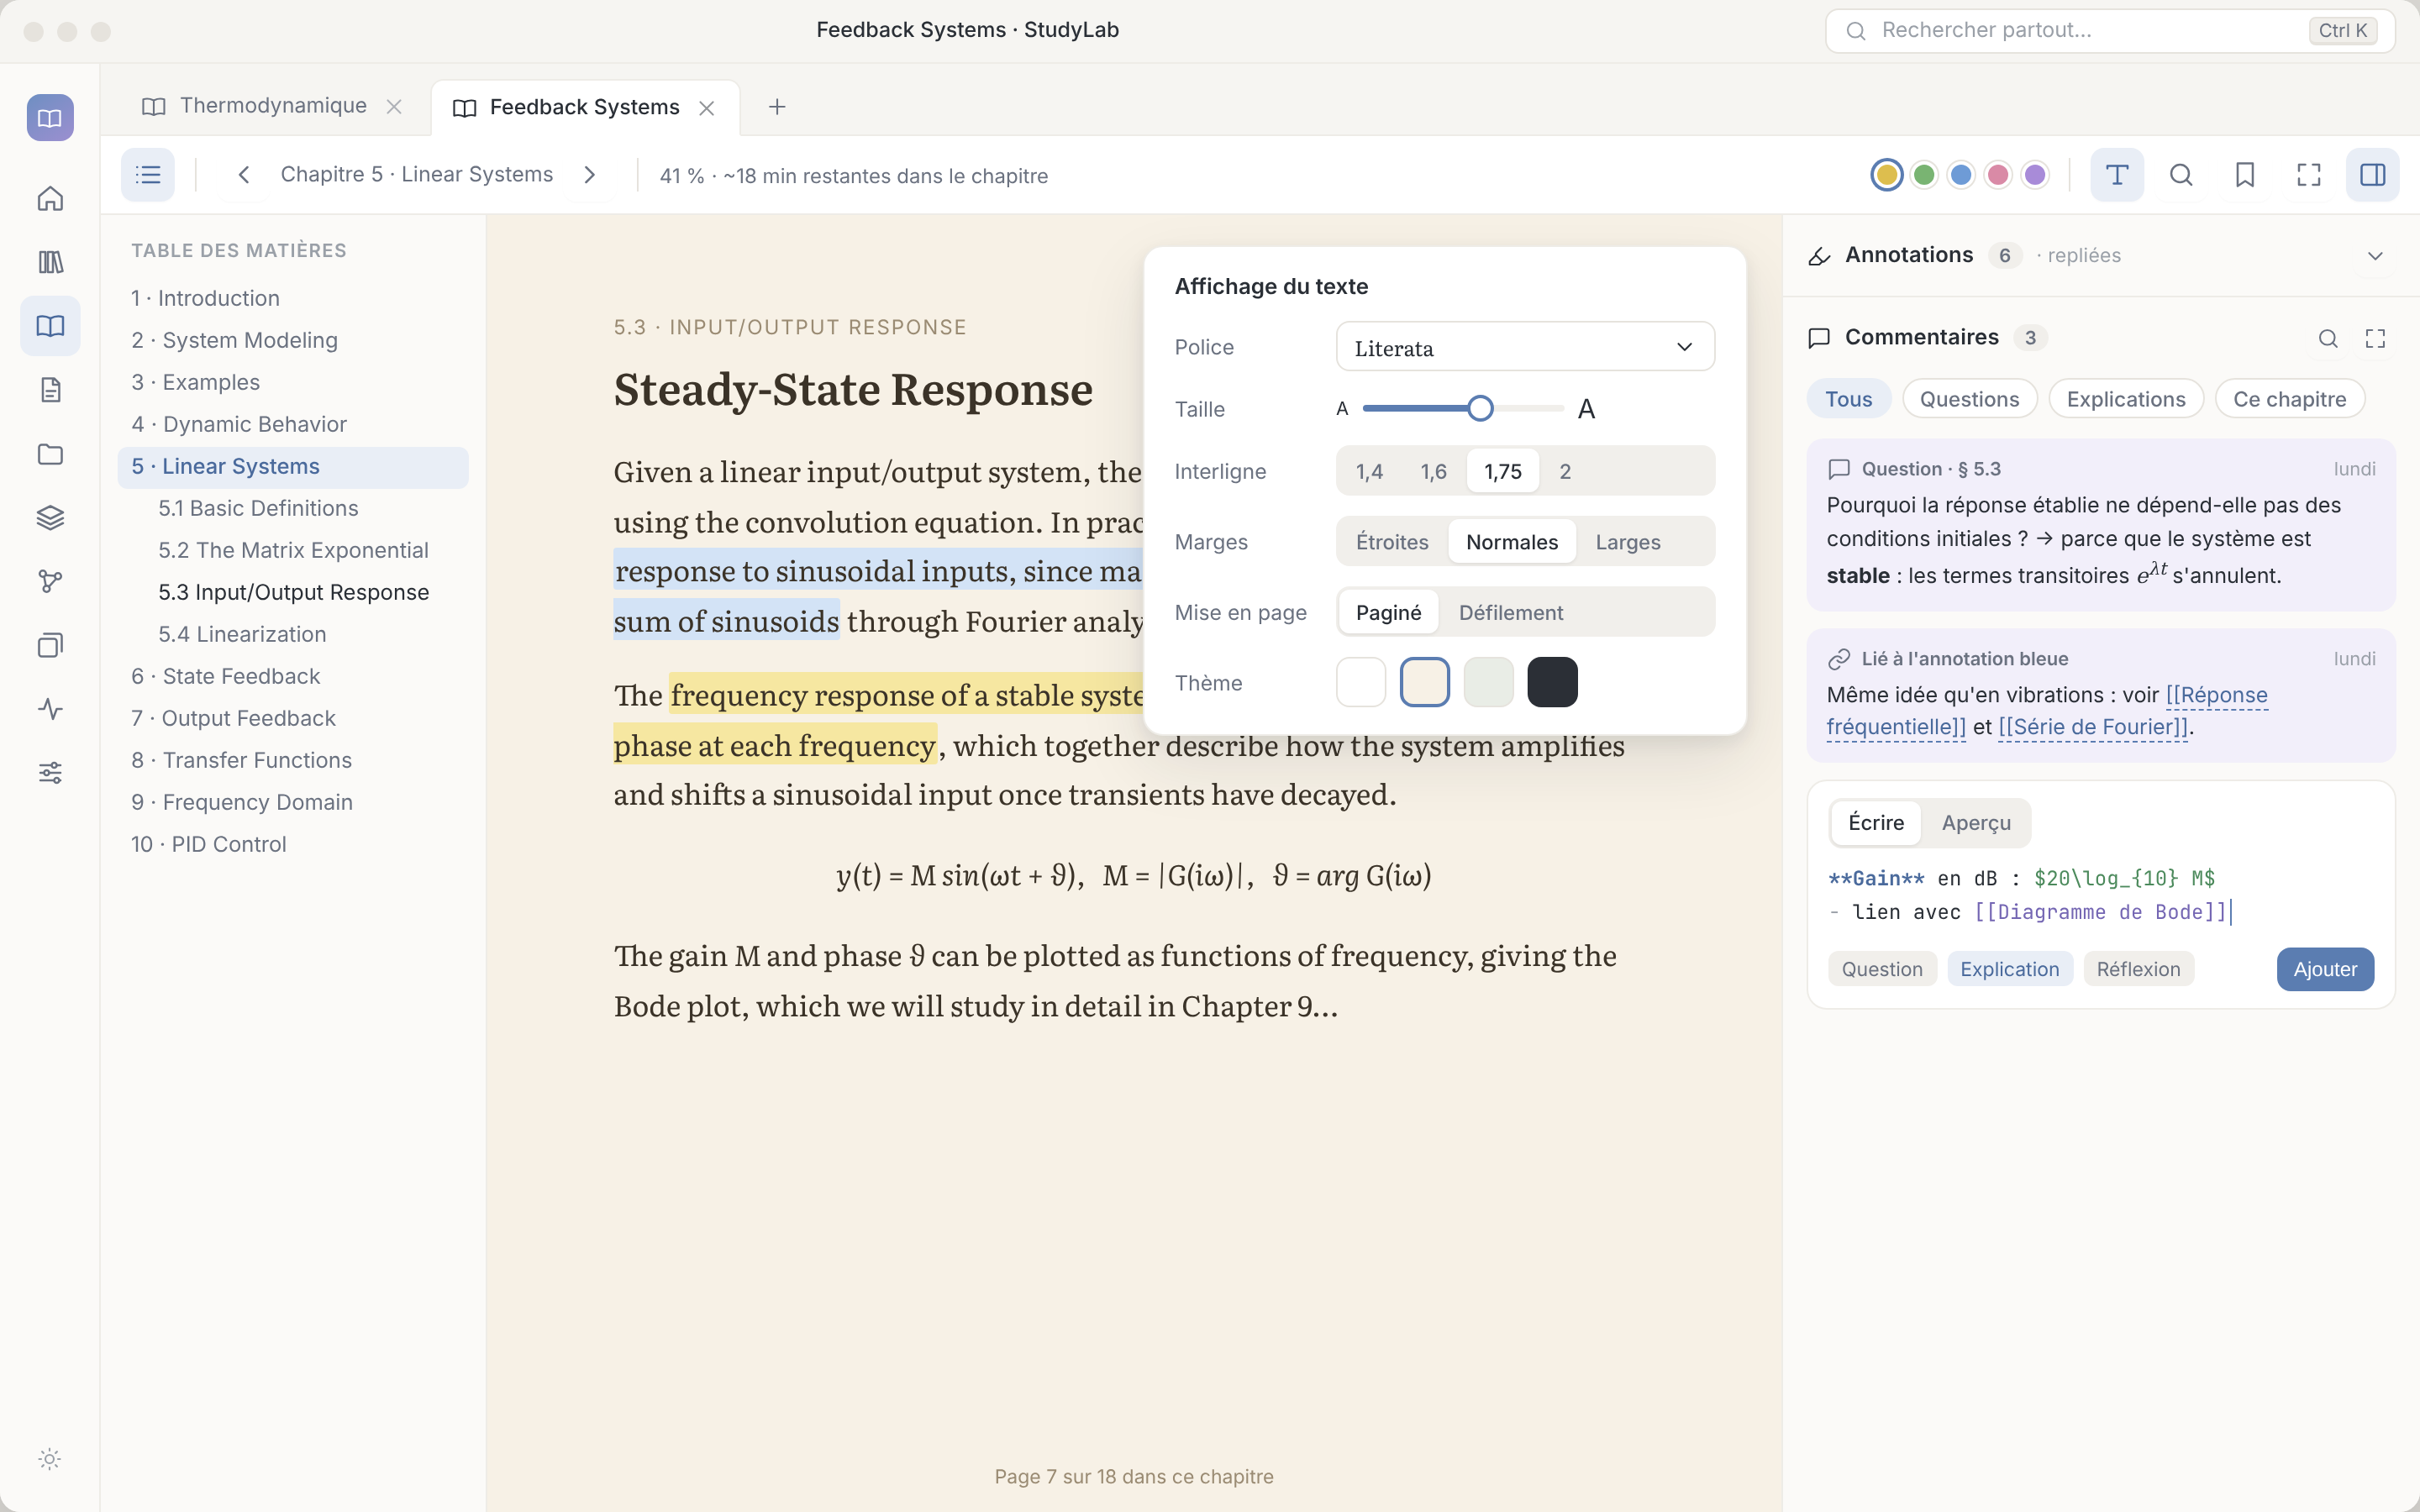 Feedback Systems · StudyLab
Rechercher partout...
Ctrl K
Thermodynamique
Feedback Systems
Chapitre 5 · Linear Systems
41 % · ~18 min restantes dans le chapitre
TABLE DES MATIÈRES
1 · Introduction
2 · System Modeling
3 · Examples
4 · Dynamic Behavior
5 · Linear Systems
5.1 Basic Definitions
5.2 The Matrix Exponential
5.3 Input/Output Response
5.4 Linearization
6 · State Feedback
7 · Output Feedback
8 · Transfer Functions
9 · Frequency Domain
10 · PID Control
5.3 · INPUT/OUTPUT RESPONSE
Steady-State Response
Given a linear input/output system, the
using the convolution equation. In prac
response to sinusoidal inputs, since ma
sum of sinusoids through Fourier analy
The frequency response of a stable syste
phase at each frequency, which together describe how the system amplifies
and shifts a sinusoidal input once transients have decayed.
y(t) = M sin(ωt + ϑ), M = |G(iω)|, ϑ = arg G(iω)
The gain M and phase ϑ can be plotted as functions of frequency, giving the
Bode plot, which we will study in detail in Chapter 9...
Page 7 sur 18 dans ce chapitre
Affichage du texte
Police
Literata
Taille
A
A
Interligne
1,4 1,6 1,75 2
Marges
Étroites Normales Larges
Mise en page
Paginé Défilement
Thème
Annotations 6 · repliées
Commentaires 3
Tous Questions Explications Ce chapitre
Question · § 5.3 lundi
Pourquoi la réponse établie ne dépend-elle pas des
conditions initiales ? → parce que le système est
stable : les termes transitoires e^λt s'annulent.
Lié à l'annotation bleue lundi
Même idée qu'en vibrations : voir [[Réponse
fréquentielle]] et [[Série de Fourier]].
Écrire Aperçu
**Gain** en dB : $20\log_{10} M$
- lien avec [[Diagramme de Bode]]
Question Explication Réflexion
Ajouter